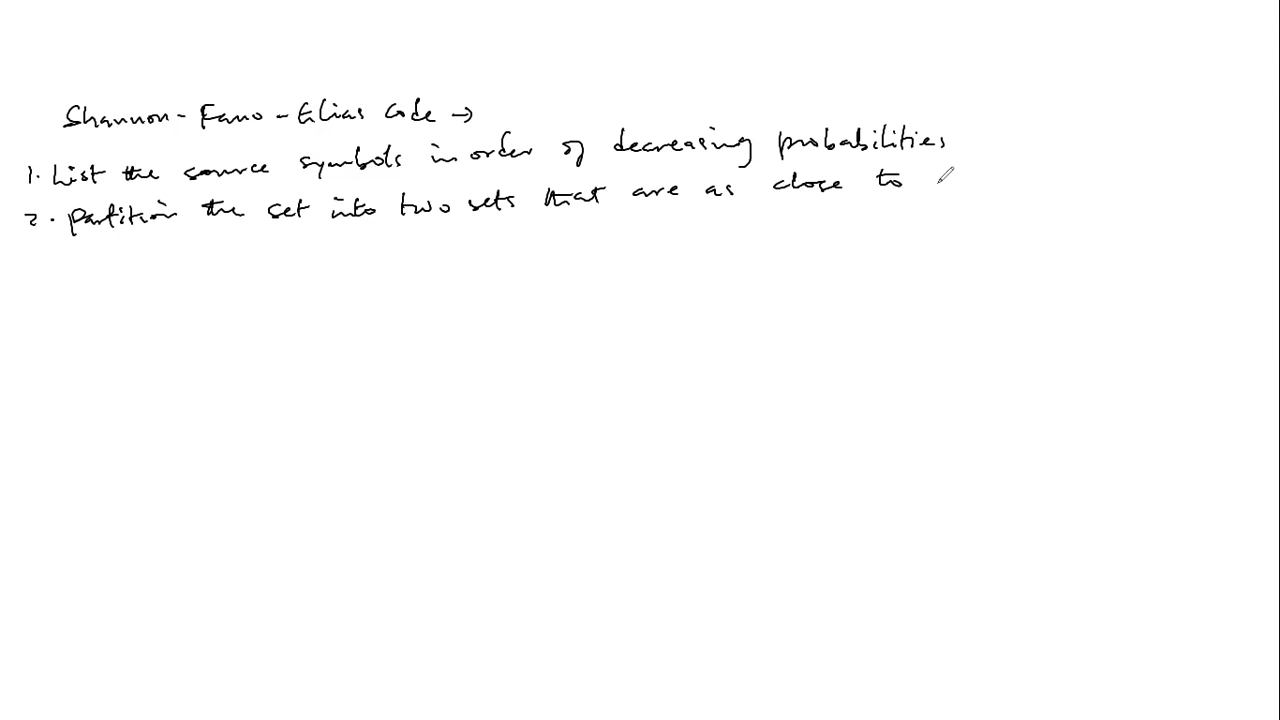 Shannon-Fano-Elias Code →
1. List the source symbols in order of decreasing probabilities
2. Partition the set into two sets that are as close to